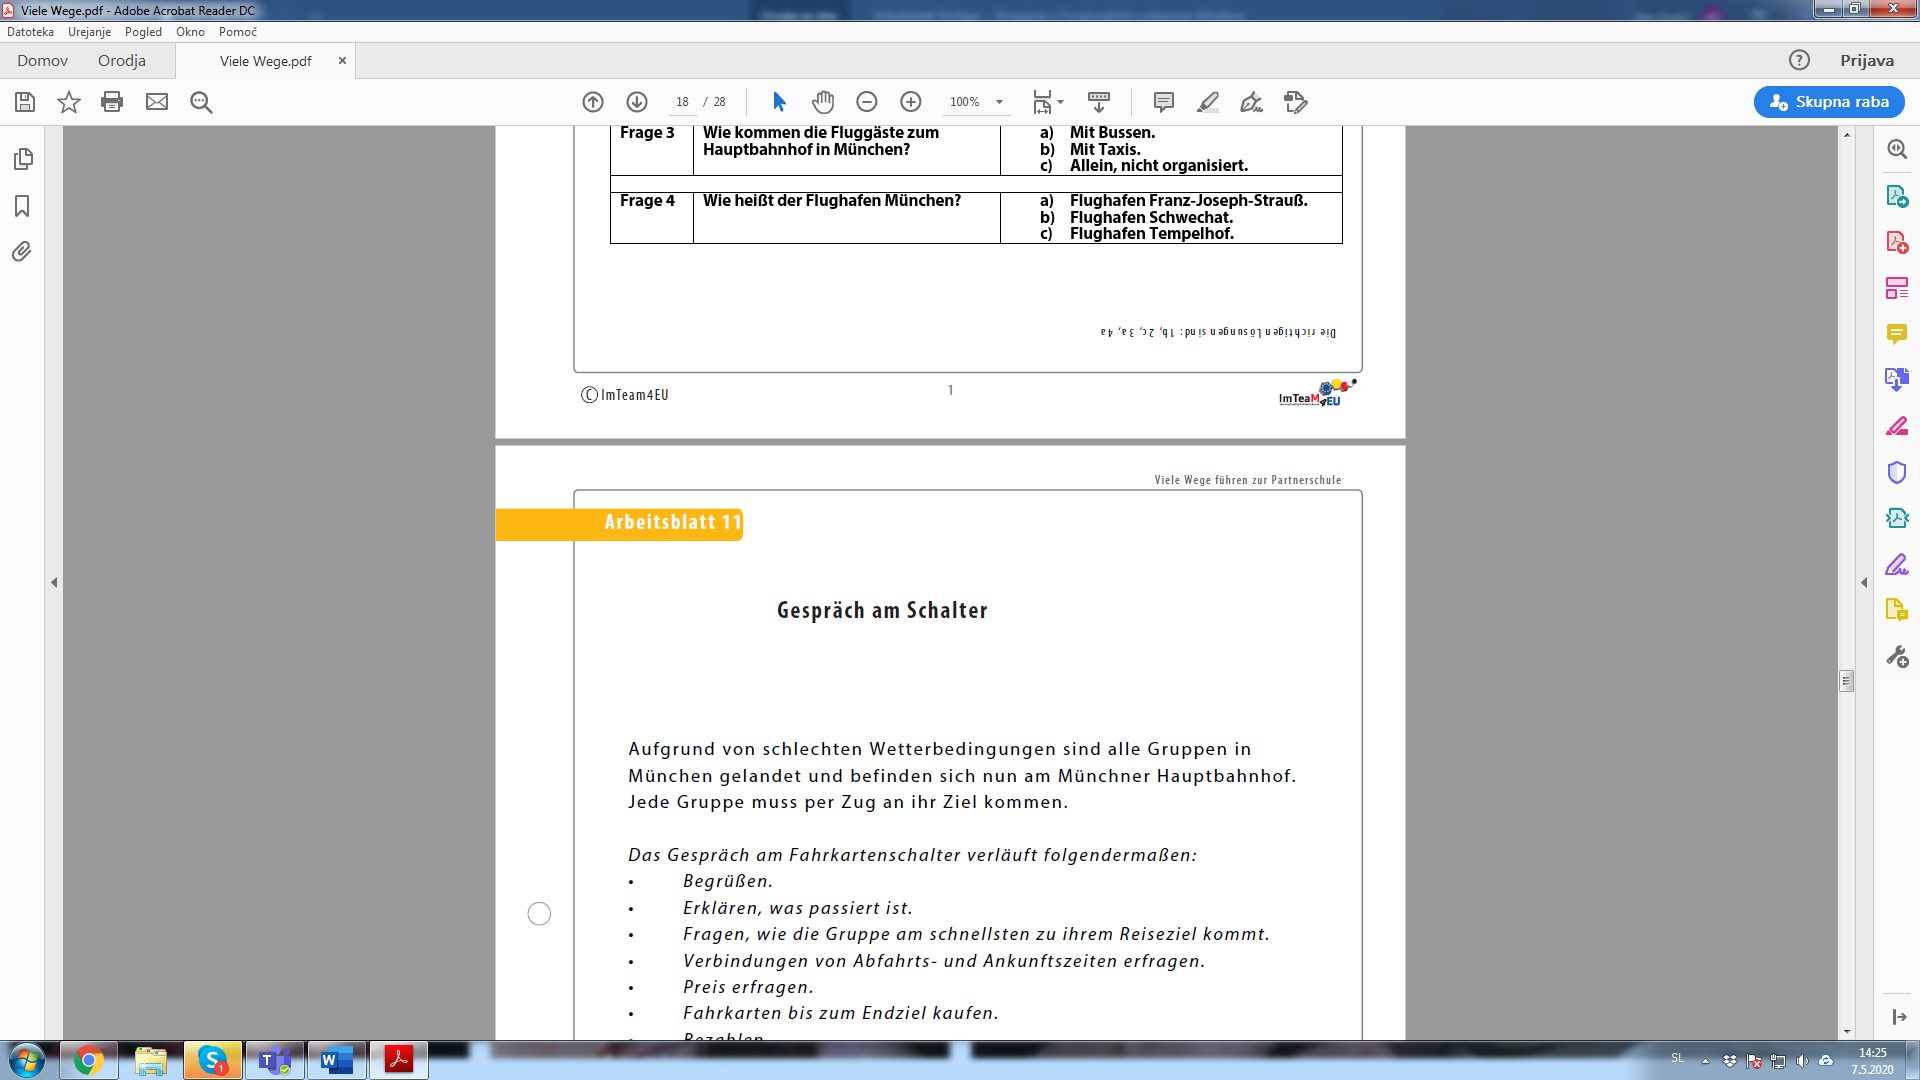 Viele Wege.pdf - Adobe Acrobat Reader DC
Datoteka Urejanje Pogled Okno Pomoč
Domov Orodja Viele Wege.pdf Prijava
18 / 28 100% Skupna raba
Frage 3 Wie kommen die Fluggäste zum a) Mit Bussen.
Hauptbahnhof in München? b) Mit Taxis.
c) Allein, nicht organisiert.
Frage 4 Wie heißt der Flughafen München? a) Flughafen Franz-Joseph-Strauß.
b) Flughafen Schwechat.
c) Flughafen Tempelhof.
Die richtigen Lösungen sind: 1b, 2c, 3a, 4a
© ImTeam4EU 1 ImTeaM4EU
Viele Wege führen zur Partnerschule
Arbeitsblatt 11
Gespräch am Schalter
Aufgrund von schlechten Wetterbedingungen sind alle Gruppen in
München gelandet und befinden sich nun am Münchner Hauptbahnhof.
Jede Gruppe muss per Zug an ihr Ziel kommen.
Das Gespräch am Fahrkartenschalter verläuft folgendermaßen:
• Begrüßen.
• Erklären, was passiert ist.
• Fragen, wie die Gruppe am schnellsten zu ihrem Reiseziel kommt.
• Verbindungen von Abfahrts- und Ankunftszeiten erfragen.
• Preis erfragen.
• Fahrkarten bis zum Endziel kaufen.
• Bezahlen
SL 14:25
7.5.2020